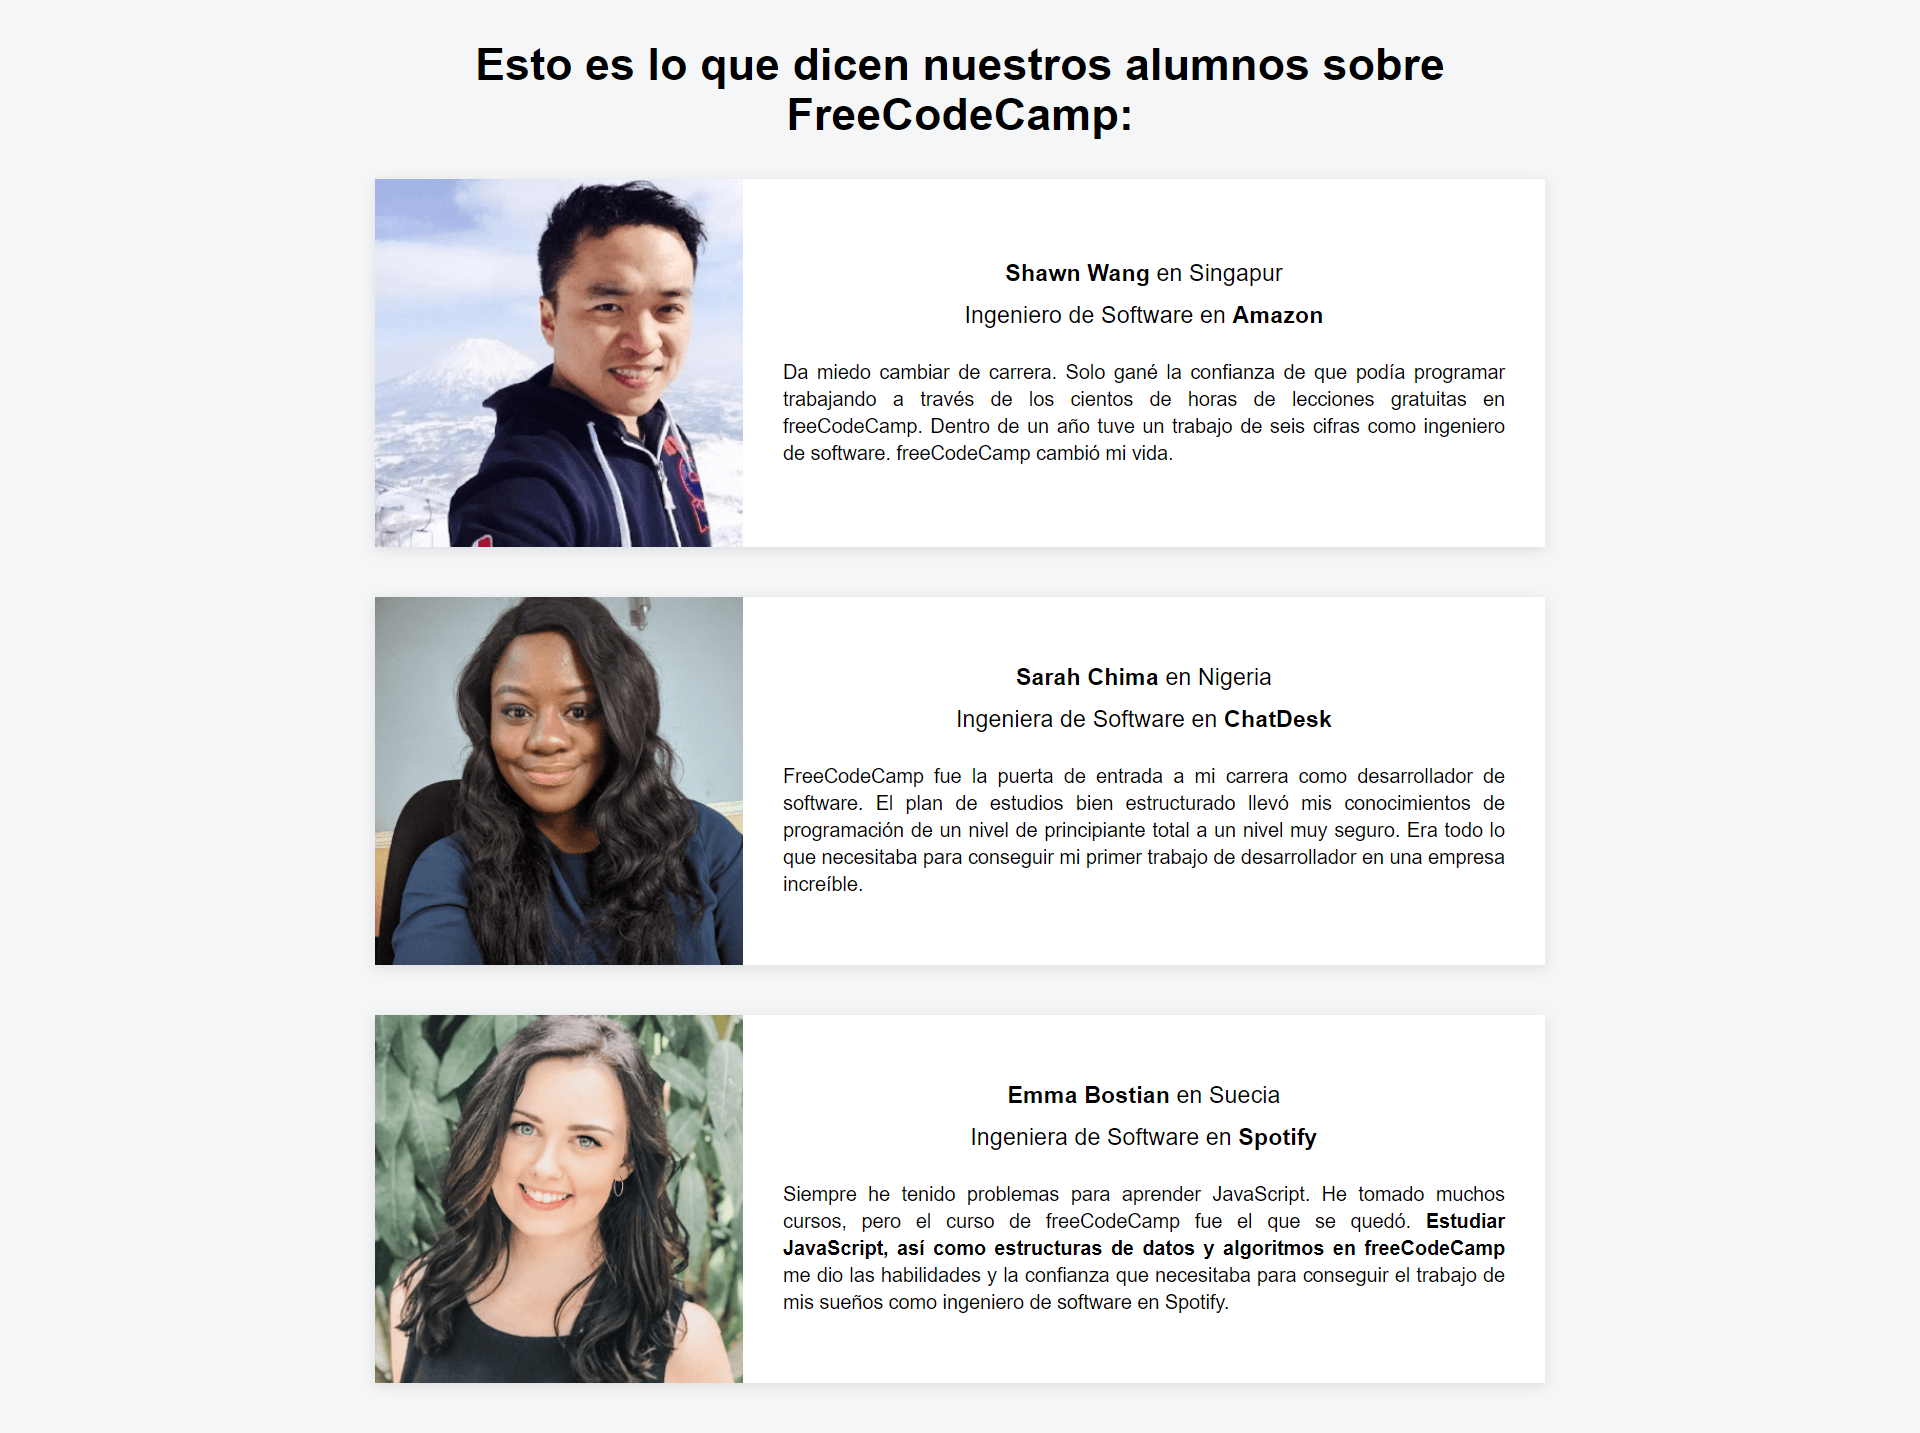 Esto es lo que dicen nuestros alumnos sobre
FreeCodeCamp:
Shawn Wang en Singapur
Ingeniero de Software en Amazon
Da miedo cambiar de carrera. Solo gané la confianza de que podía programar
trabajando a través de los cientos de horas de lecciones gratuitas en
freeCodeCamp. Dentro de un año tuve un trabajo de seis cifras como ingeniero
de software. freeCodeCamp cambió mi vida.
Sarah Chima en Nigeria
Ingeniera de Software en ChatDesk
FreeCodeCamp fue la puerta de entrada a mi carrera como desarrollador de
software. El plan de estudios bien estructurado llevó mis conocimientos de
programación de un nivel de principiante total a un nivel muy seguro. Era todo lo
que necesitaba para conseguir mi primer trabajo de desarrollador en una empresa
increíble.
Emma Bostian en Suecia
Ingeniera de Software en Spotify
Siempre he tenido problemas para aprender JavaScript. He tomado muchos
cursos, pero el curso de freeCodeCamp fue el que se quedó. Estudiar
JavaScript, así como estructuras de datos y algoritmos en freeCodeCamp
me dio las habilidades y la confianza que necesitaba para conseguir el trabajo de
mis sueños como ingeniero de software en Spotify.